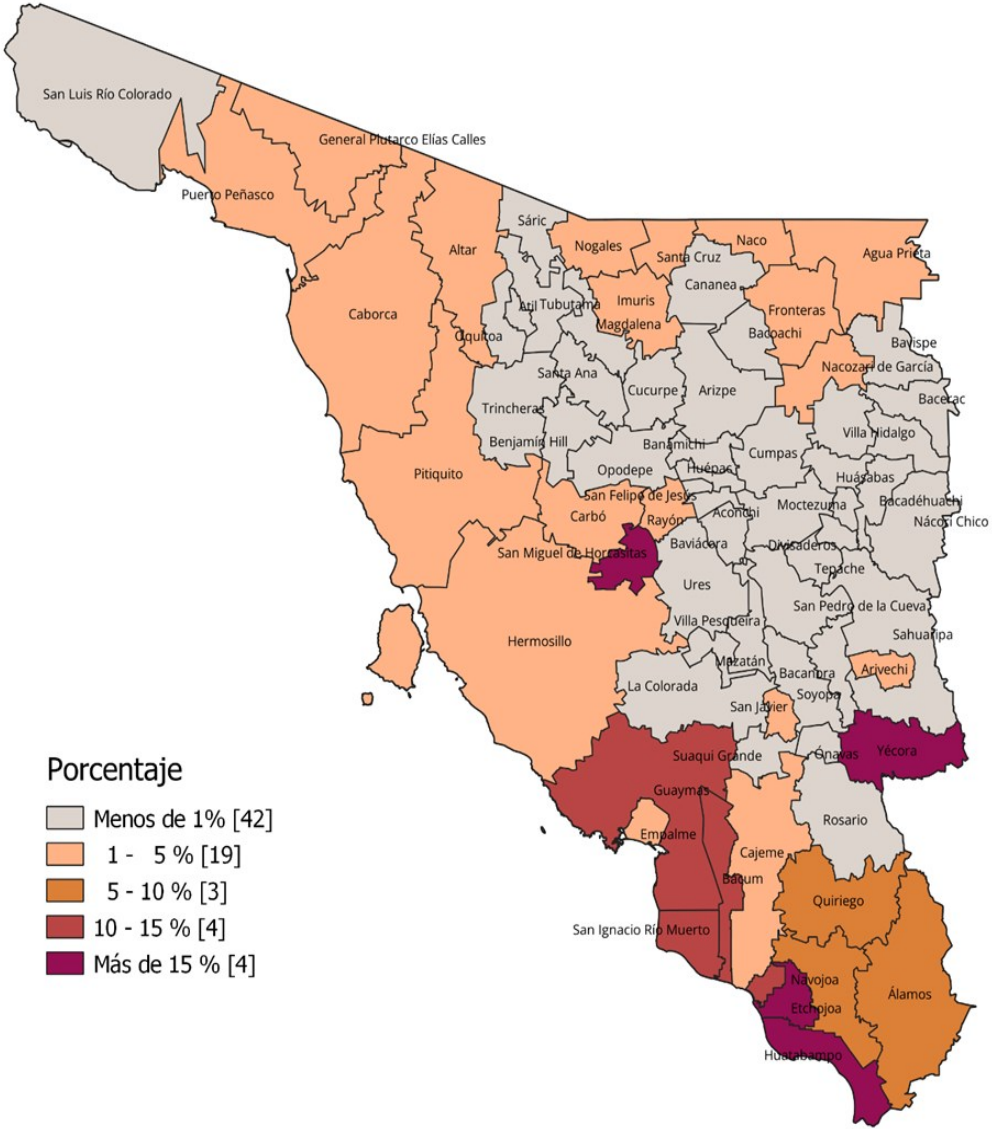 San Luis Río Colorado
General Plutarco Elías Calles
Puerto Peñasco
Sáric
Nogales
Naco
Altar
Santa Cruz
Agua Prieta
Cananea
Imuris
Atil
Tubutama
Fronteras
Caborca
Magdalena
Oquitoa
Bacoachi
Bavispe
Nacozari de García
Santa Ana
Cucurpe
Arizpe
Bacerac
Trincheras
Villa Hidalgo
Benjamín Hill
Banámichi
Cumpas
Pitiquito
Opodepe
Huépac
Huásabas
San Felipe de Jesús
Bacadéhuachi
Moctezuma
Carbó
Rayón
Aconchi
Nácori Chico
San Miguel de Horcasitas
Baviácora
Divisaderos
Tepache
Ures
San Pedro de la Cueva
Villa Pesqueira
Sahuaripa
Hermosillo
Mazatán
Arivechi
Bacanora
La Colorada
Soyopa
San Javier
Suaqui Grande
Ónavas
Yécora
Guaymas
Rosario
Empalme
Cajeme
Bácum
Quiriego
San Ignacio Río Muerto
Navojoa
Álamos
Etchojoa
Huatabampo
Porcentaje
Menos de 1% [42]
1 - 5 % [19]
5 - 10 % [3]
10 - 15 % [4]
Más de 15 % [4]